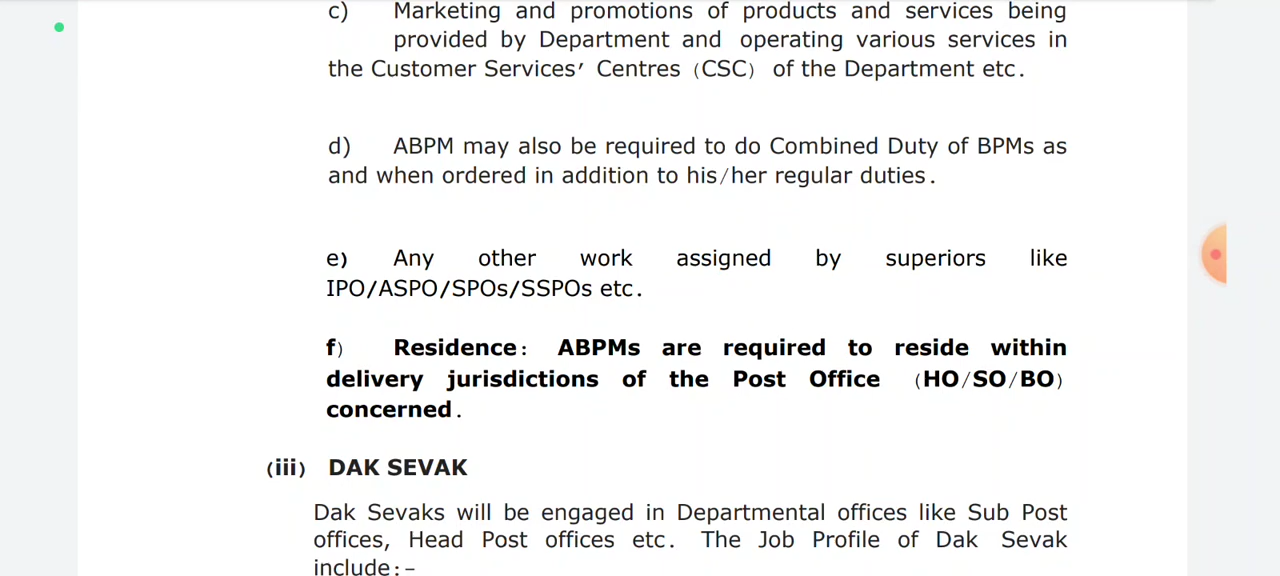 c) Marketing and promotions of products and services being
provided by Department and operating various services in
the Customer Services’ Centres (CSC) of the Department etc.
d) ABPM may also be required to do Combined Duty of BPMs as
and when ordered in addition to his/her regular duties.
e) Any other work assigned by superiors like
IPO/ASPO/SPOs/SSPOs etc.
f) Residence: ABPMs are required to reside within
delivery jurisdictions of the Post Office (HO/SO/BO)
concerned.
(iii) DAK SEVAK
Dak Sevaks will be engaged in Departmental offices like Sub Post
offices, Head Post offices etc. The Job Profile of Dak Sevak
include:-